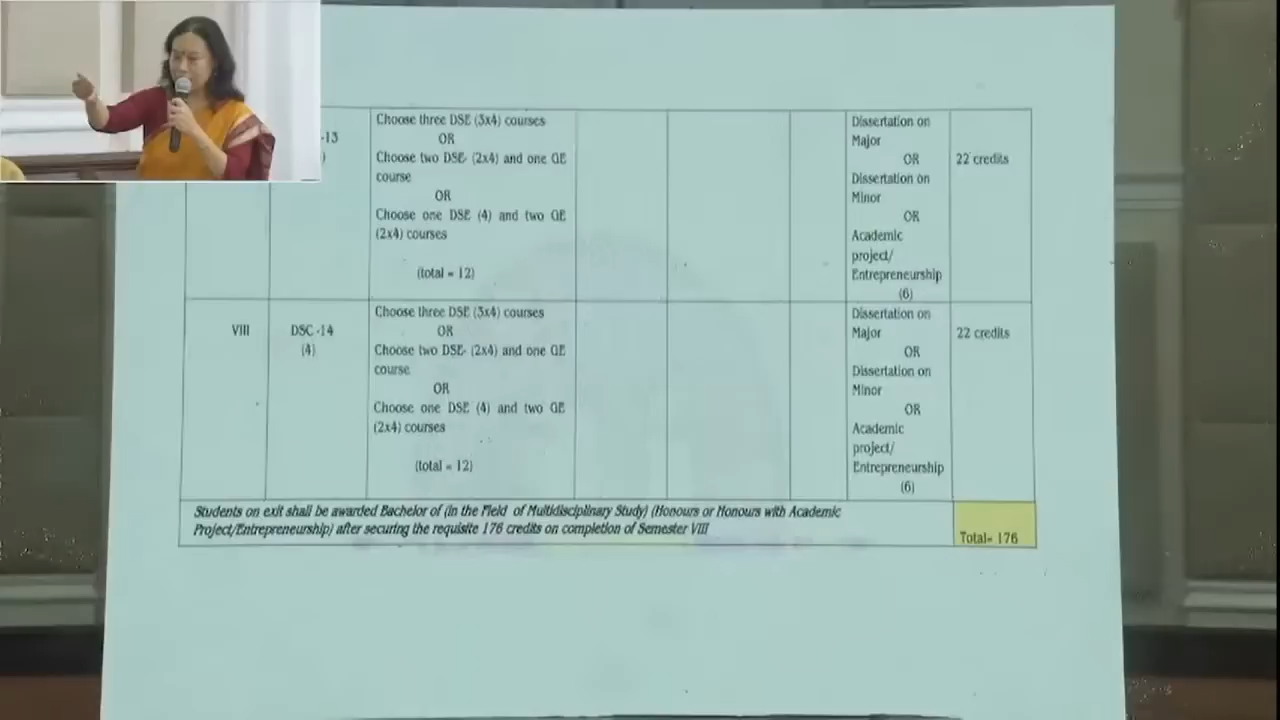 -13
)
Choose three DSE (3x4) courses
OR
Choose two DSE- (2x4) and one GE
course
OR
Choose one DSE (4) and two GE
(2x4) courses
(total = 12)
Dissertation on
Major
OR
Dissertation on
Minor
OR
Academic
project/
Entrepreneurship
(6)
22 credits
VIII
DSC -14
(4)
Choose three DSE (3x4) courses
OR
Choose two DSE- (2x4) and one GE
course
OR
Choose one DSE (4) and two GE
(2x4) courses
(total = 12)
Dissertation on
Major
OR
Dissertation on
Minor
OR
Academic
project/
Entrepreneurship
(6)
22 credits
Students on exit shall be awarded Bachelor of (in the Field of Multidisciplinary Study) (Honours or Honours with Academic
Project/Entrepreneurship) after securing the requisite 176 credits on completion of Semester VIII
Total= 176